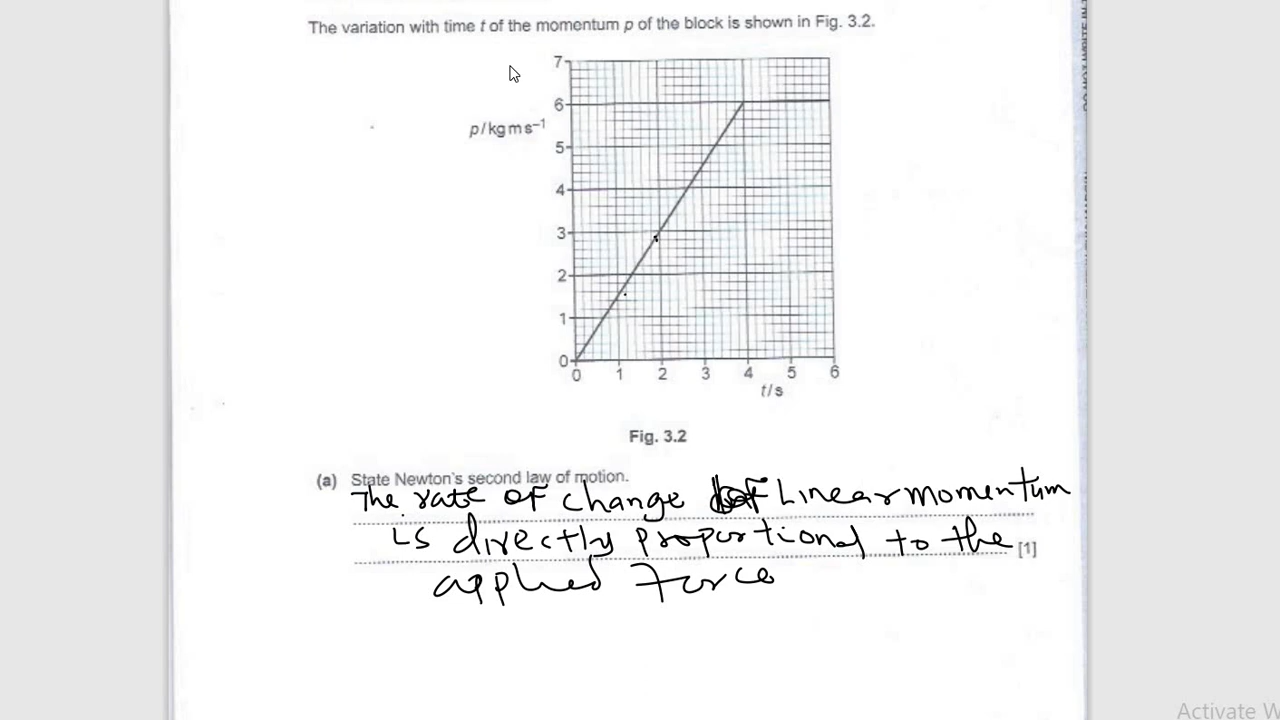 The variation with time t of the momentum p of the block is shown in Fig. 3.2.
7
6
p/kg m s⁻¹
5
4
3
2
1
0
0 1 2 3 4 5 6
t/s
Fig. 3.2
(a) State Newton's second law of motion.
The rate of change of Linear momentum
is directly proportional to the
[1]
applied Force
Activate W